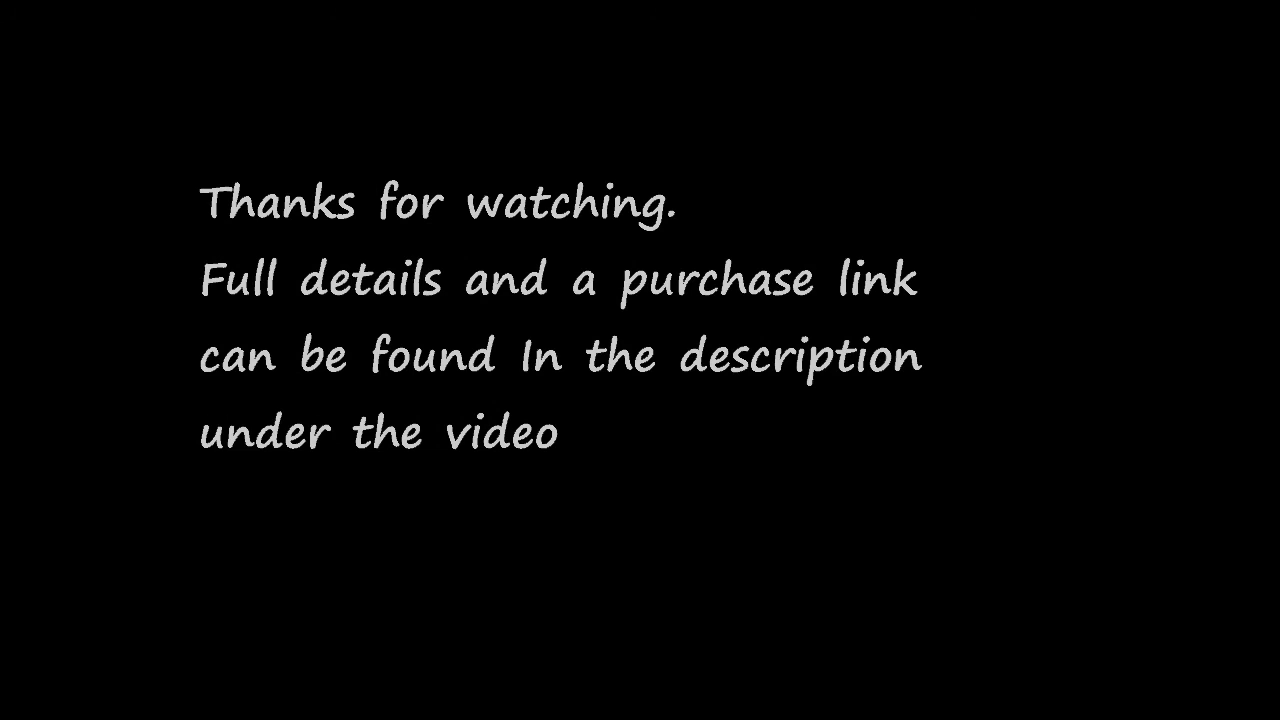 Thanks for watching.
Full details and a purchase link
can be found In the description
under the video